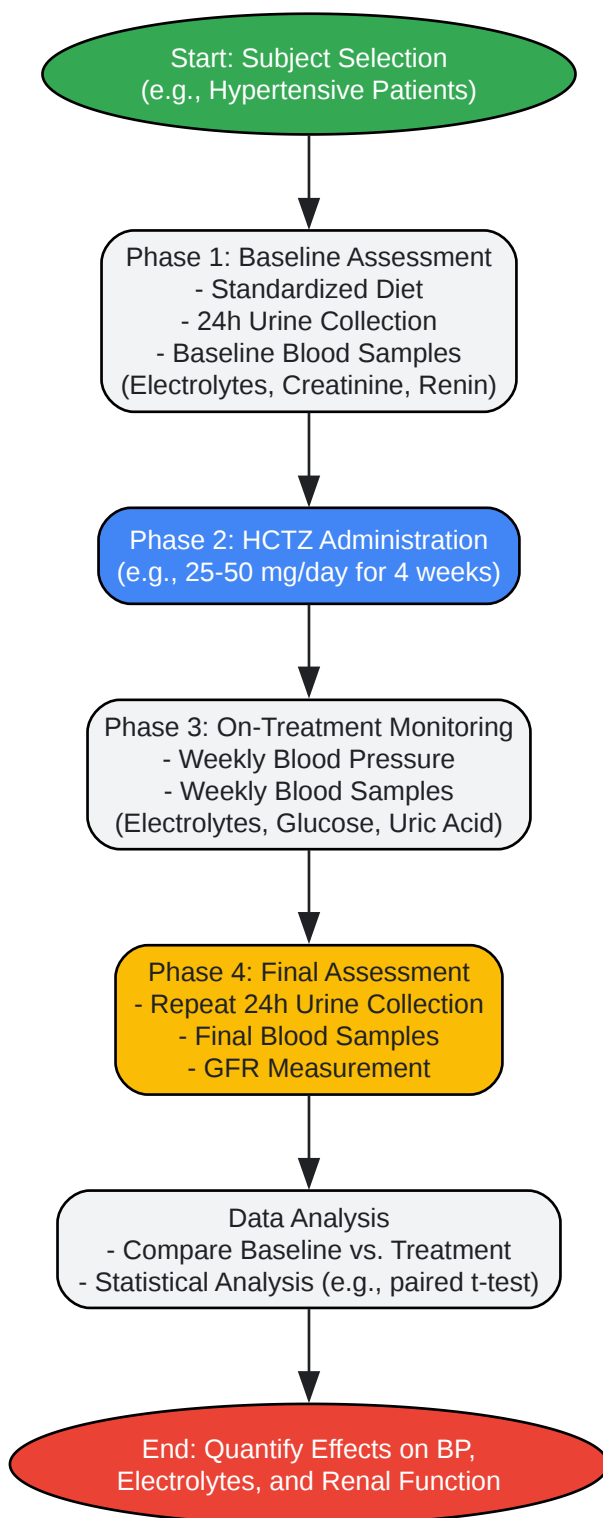 Start: Subject Selection
(e.g., Hypertensive Patients)
Phase 1: Baseline Assessment
- Standardized Diet
- 24h Urine Collection
- Baseline Blood Samples
(Electrolytes, Creatinine, Renin)
Phase 2: HCTZ Administration
(e.g., 25-50 mg/day for 4 weeks)
Phase 3: On-Treatment Monitoring
- Weekly Blood Pressure
- Weekly Blood Samples
(Electrolytes, Glucose, Uric Acid)
Phase 4: Final Assessment
- Repeat 24h Urine Collection
- Final Blood Samples
- GFR Measurement
Data Analysis
- Compare Baseline vs. Treatment
- Statistical Analysis (e.g., paired t-test)
End: Quantify Effects on BP,
Electrolytes, and Renal Function